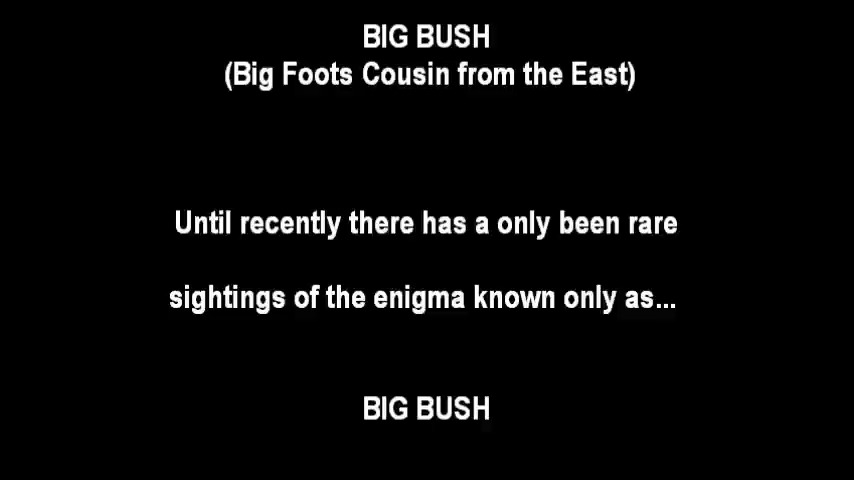 BIG BUSH
(Big Foots Cousin from the East)
Until recently there has a only been rare
sightings of the enigma known only as...
BIG BUSH